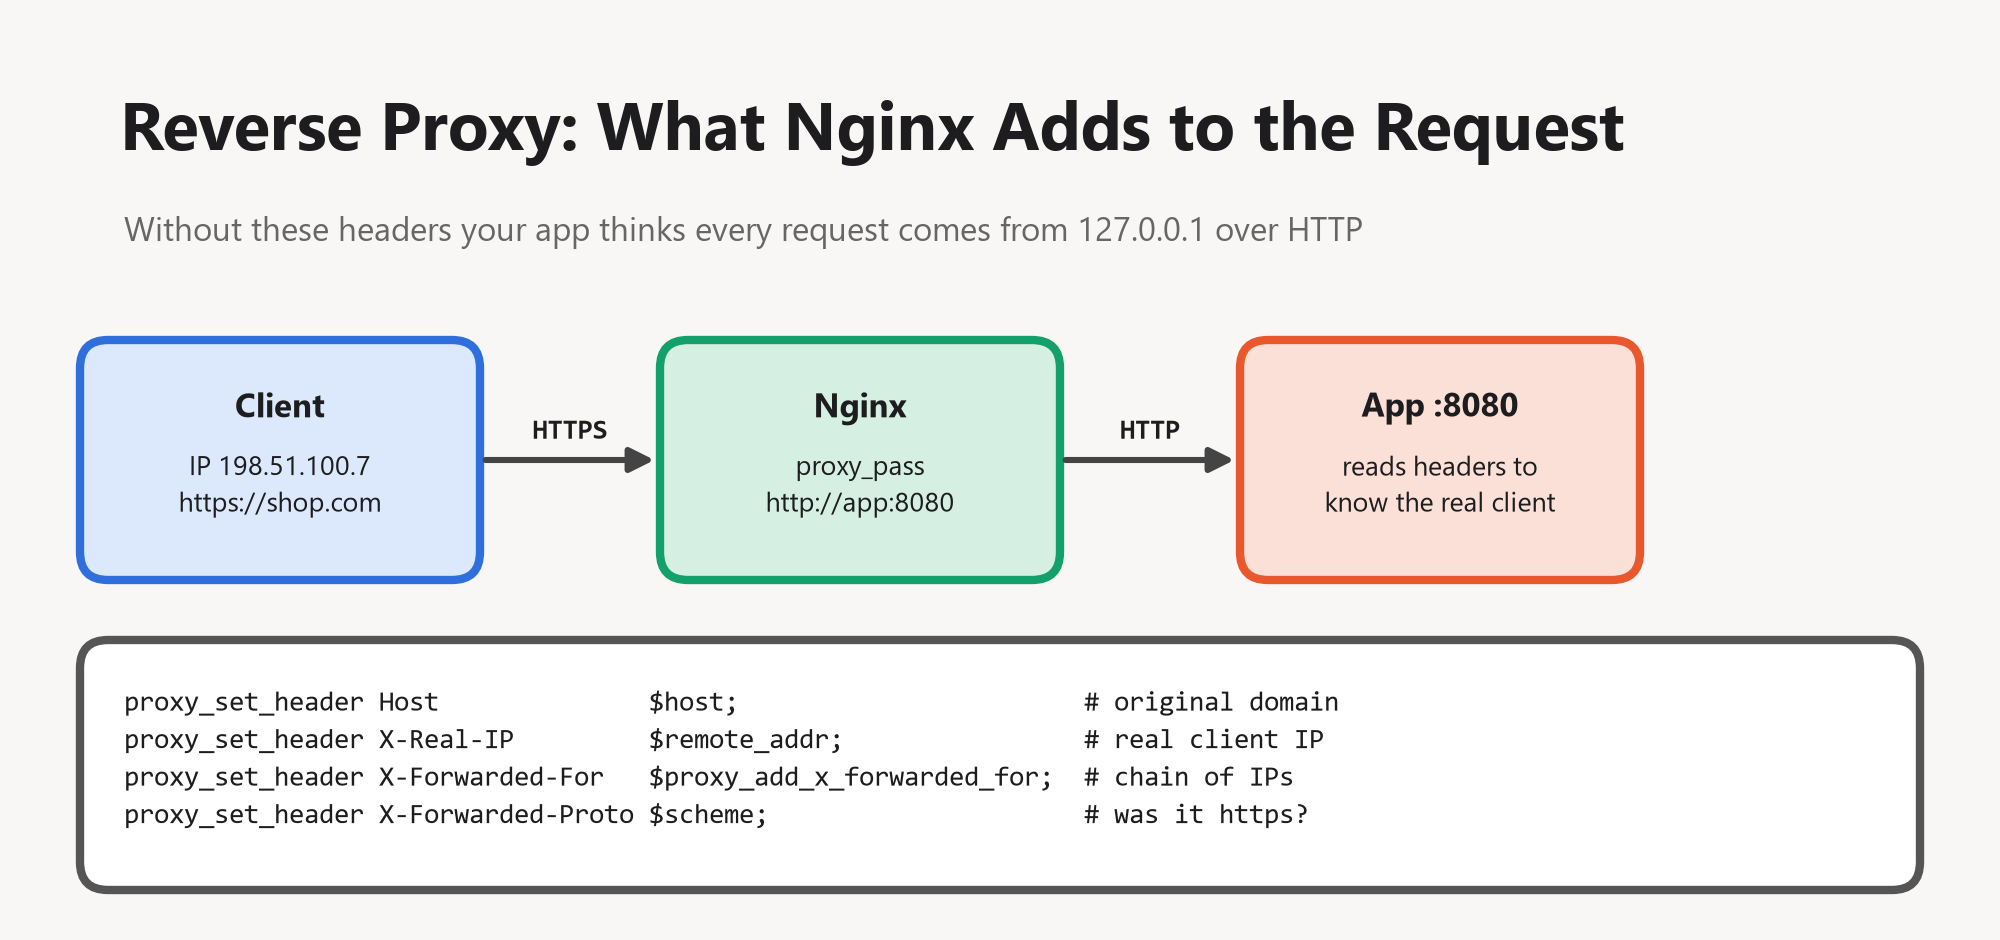 Reverse Proxy: What Nginx Adds to the Request
Without these headers your app thinks every request comes from 127.0.0.1 over HTTP
Client
IP 198.51.100.7
https://shop.com
HTTPS
Nginx
proxy_pass
http://app:8080
HTTP
App :8080
reads headers to
know the real client
proxy_set_header Host              $host;                       # original domain
proxy_set_header X-Real-IP         $remote_addr;                # real client IP
proxy_set_header X-Forwarded-For   $proxy_add_x_forwarded_for;  # chain of IPs
proxy_set_header X-Forwarded-Proto $scheme;                     # was it https?